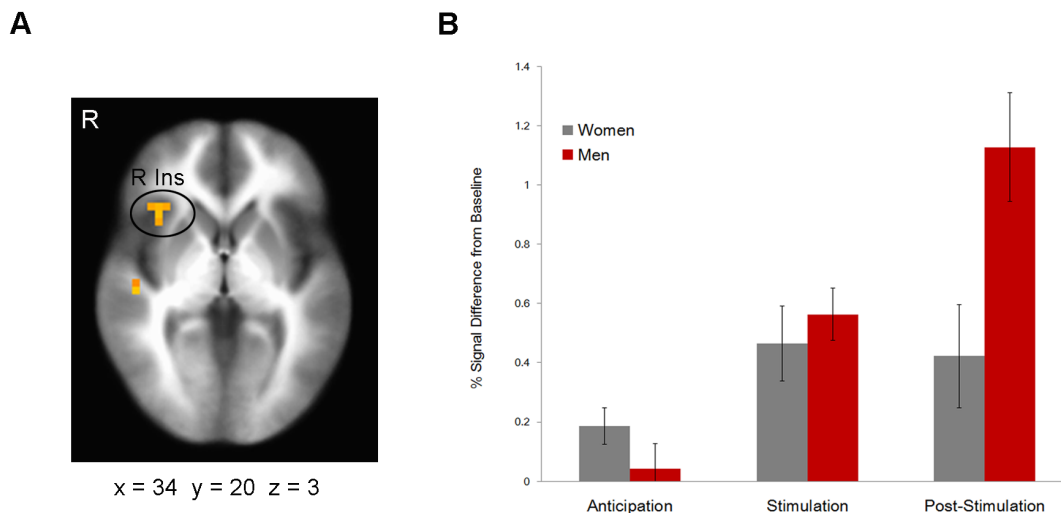 A
R
R Ins
x = 34 y = 20 z = 3
B
% Signal Difference from Baseline
1.4
1.2
1
0.8
0.6
0.4
0.2
0
Women
Men
Anticipation
Stimulation
Post-Stimulation